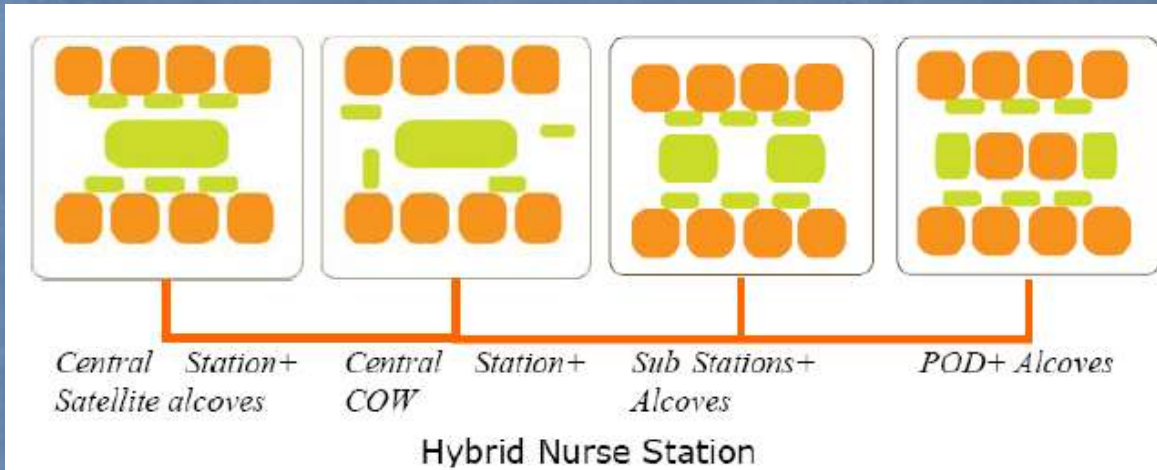 Central Station+
Satellite alcoves
Central Station+
COW
Sub Stations+
Alcoves
POD+ Alcoves
Hybrid Nurse Station